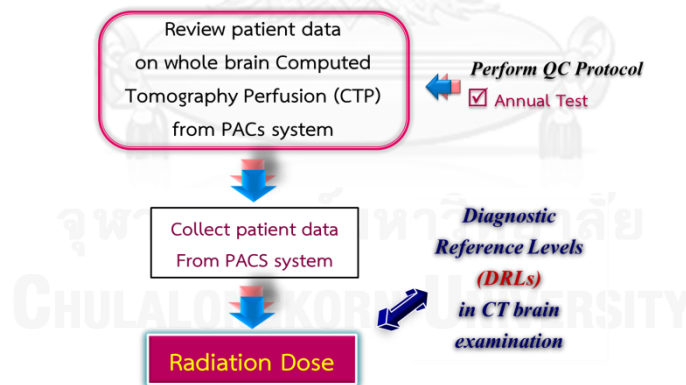 Review patient data
on whole brain Computed
Tomography Perfusion (CTP)
from PACs system
Perform QC Protocol
Annual Test
Collect patient data
From PACS system
Diagnostic
Reference Levels
(DRLs)
in CT brain
examination
Radiation Dose